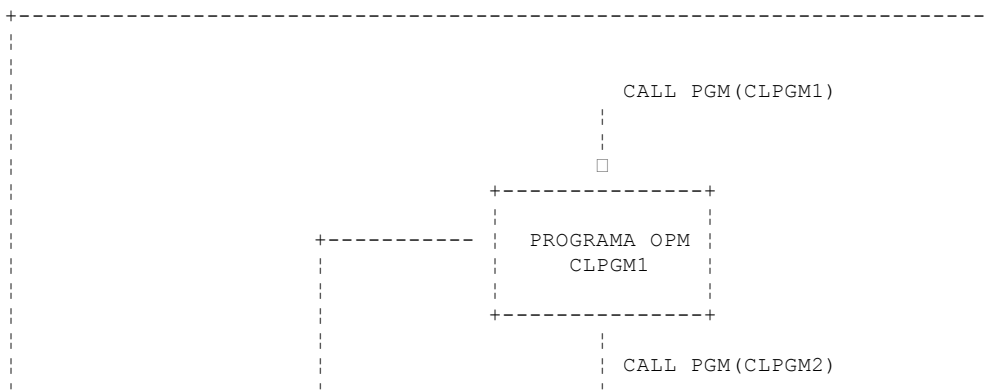 CALL PGM(CLPGM1)
PROGRAMA OPM
CLPGM1
CALL PGM(CLPGM2)